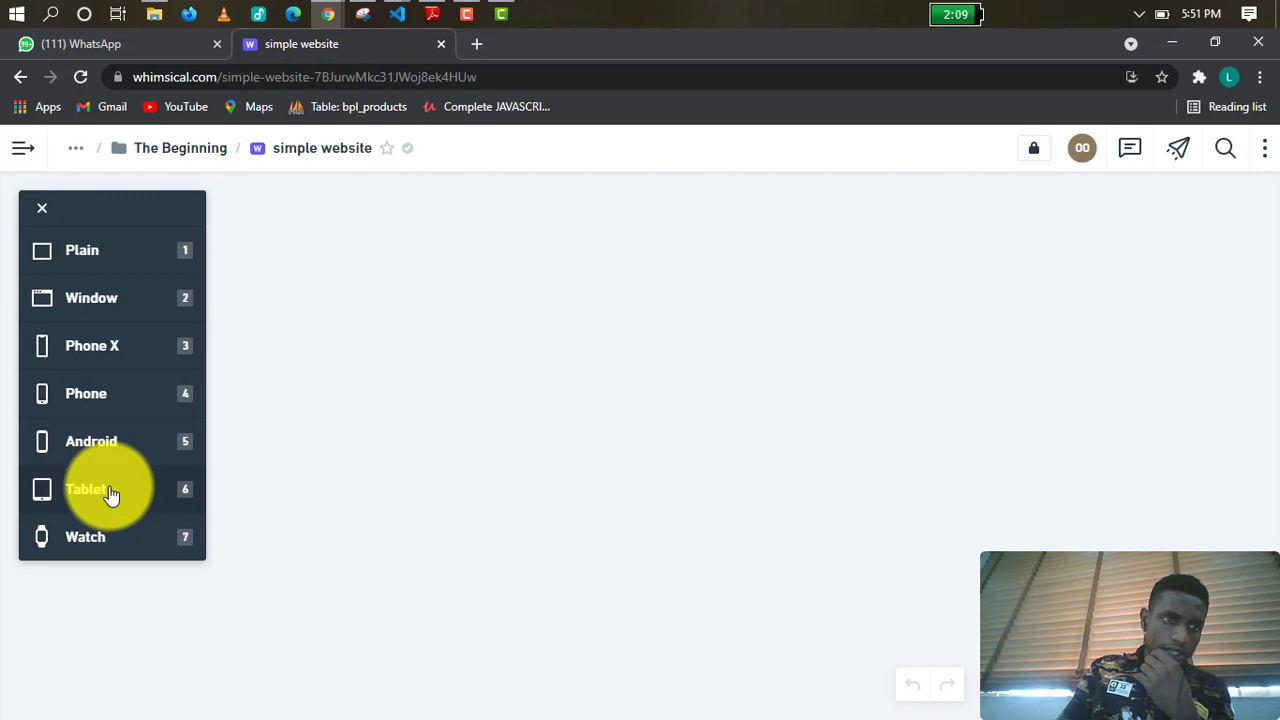 2:09
5:51 PM
99+
(111) WhatsApp
W simple website
whimsical.com/simple-website-7BJurwMkc31JWoj8ek4HUw
L
Apps Gmail YouTube Maps Table: bpl_products Complete JAVASCRI... Reading list
... / The Beginning / W simple website
OO
Plain 1
Window 2
Phone X 3
Phone 4
Android 5
Tablet 6
Watch 7